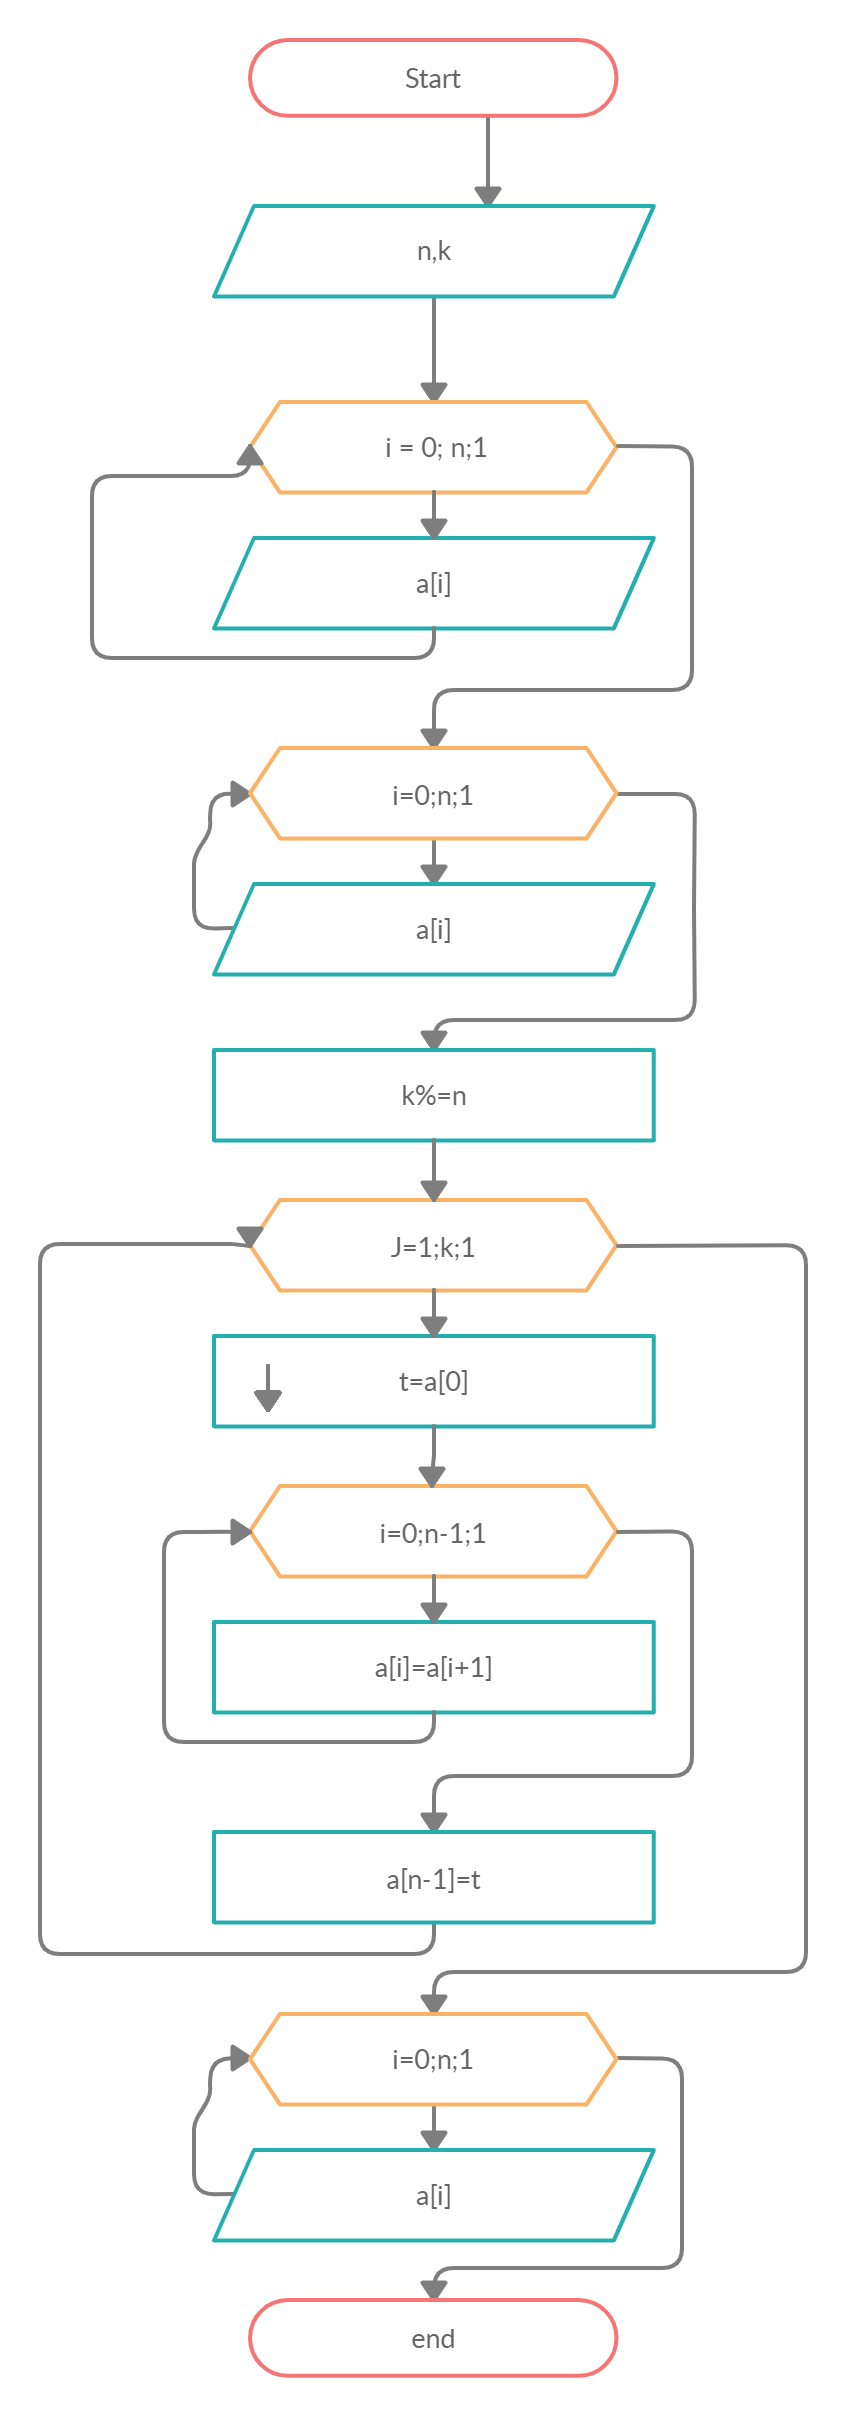 Start
n,k
i = 0; n;1
a[i]
i=0;n;1
a[i]
k%=n
J=1;k;1
t=a[0]
i=0;n-1;1
a[i]=a[i+1]
a[n-1]=t
i=0;n;1
a[i]
end